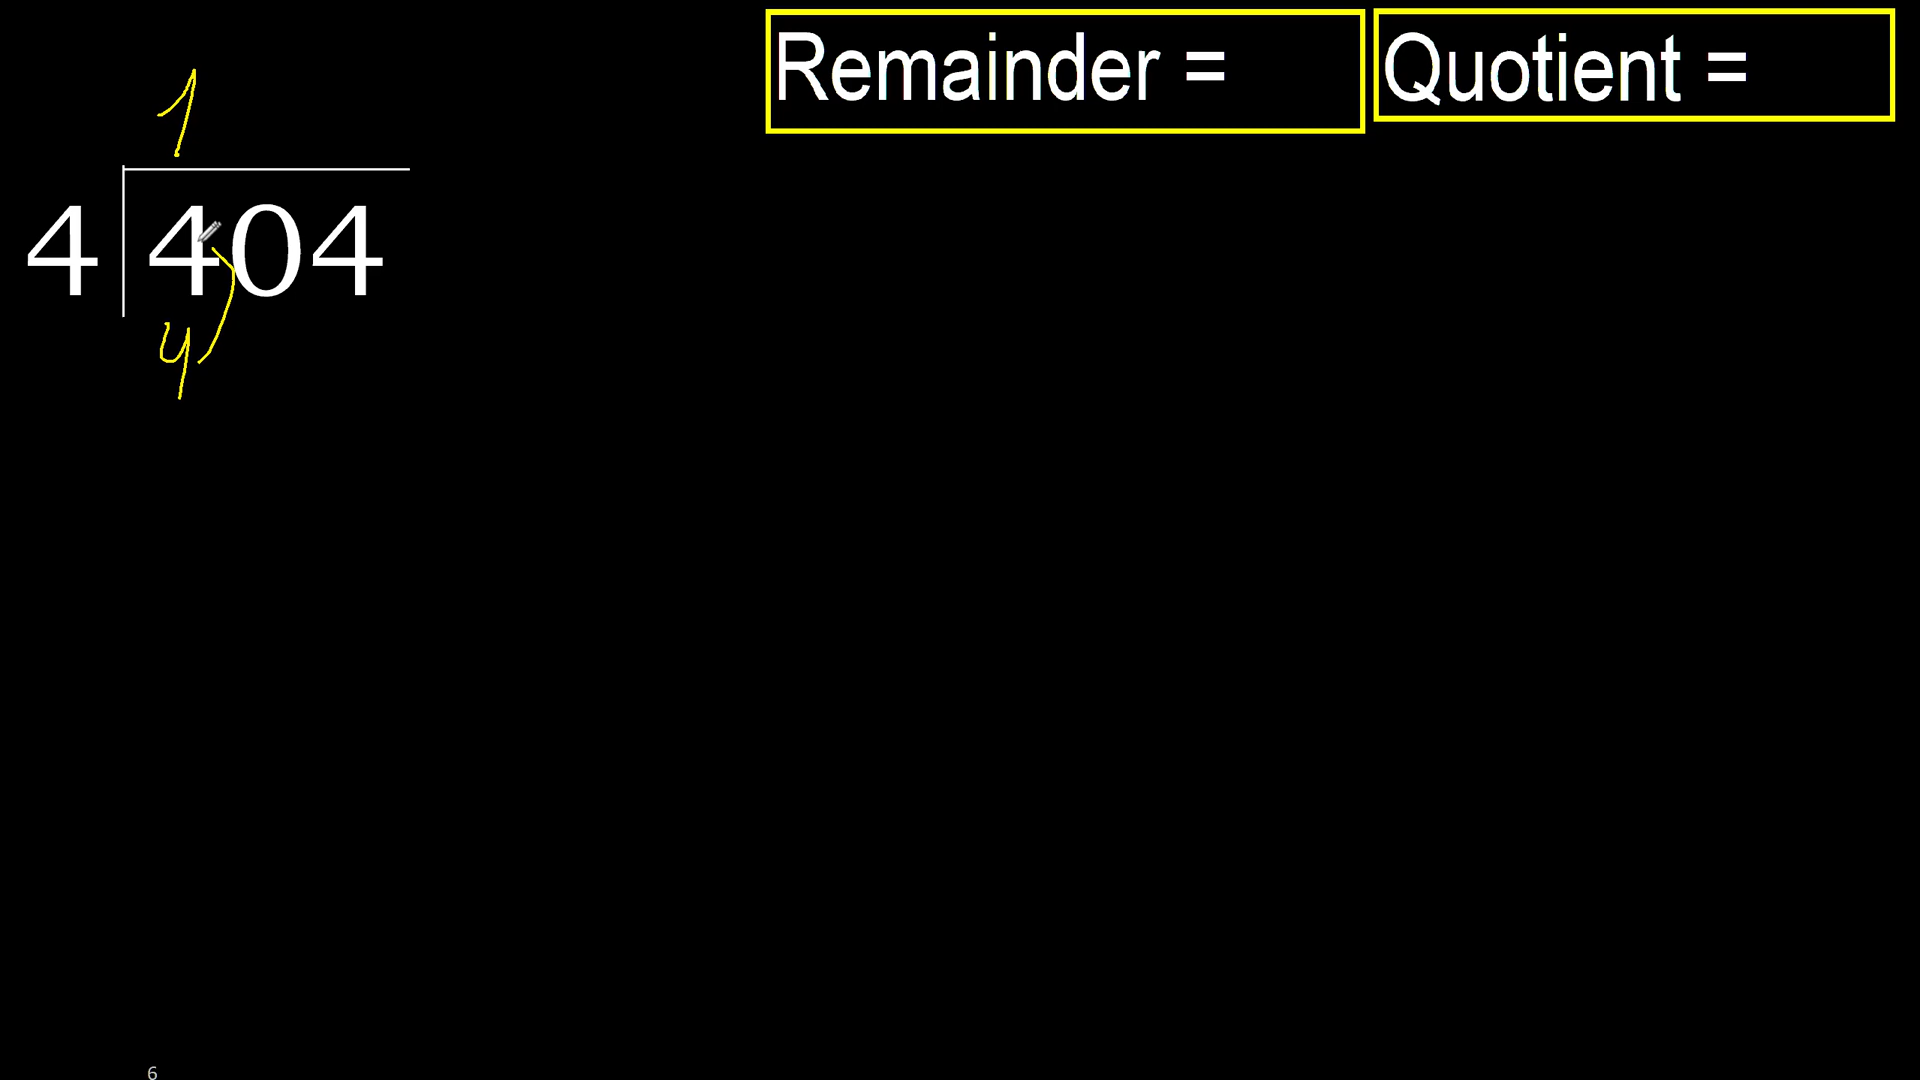 Remainder =
Quotient =
1
4 404
4
6